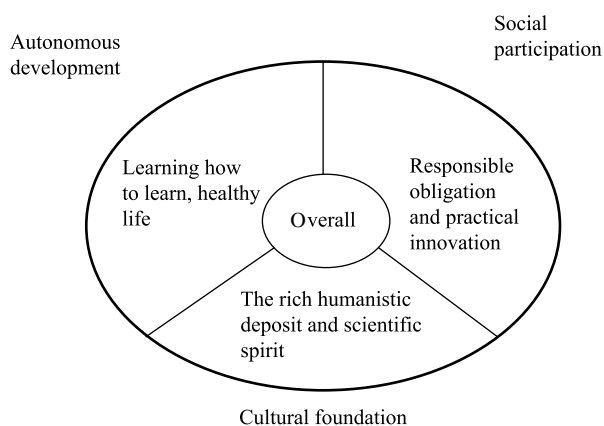 Autonomous
development
Social
participation
Learning how
to learn, healthy
life
Responsible
obligation
and practical
innovation
Overall
The rich humanistic
deposit and scientific
spirit
Cultural foundation